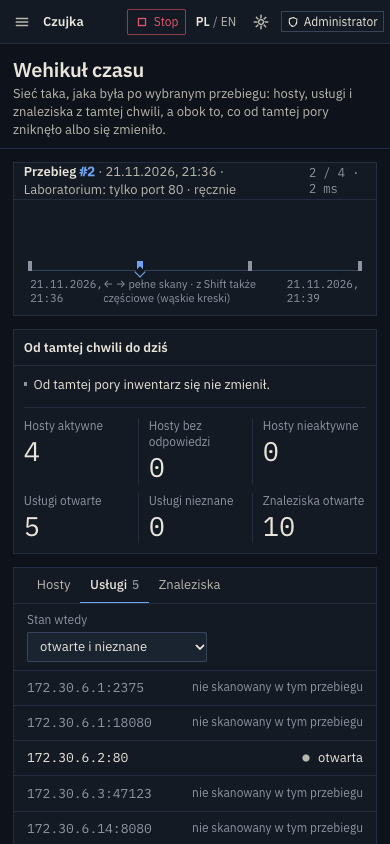 Czujka
Stop
PL / EN
Administrator
Wehikuł czasu
Sieć taka, jaka była po wybranym przebiegu: hosty, usługi i
znaleziska z tamtej chwili, a obok to, co od tamtej pory
zniknęło albo się zmieniło.
Przebieg #2 · 21.11.2026, 21:36 ·
Laboratorium: tylko port 80 · ręcznie
2 / 4 ·
2 ms
21.11.2026,
21:36
← → pełne skany · z Shift także
częściowe (wąskie kreski)
21.11.2026,
21:39
Od tamtej chwili do dziś
Od tamtej pory inwentarz się nie zmienił.
Hosty aktywne
4
Hosty bez
odpowiedzi
0
Hosty nieaktywne
0
Usługi otwarte
5
Usługi nieznane
0
Znaleziska otwarte
10
Hosty
Usługi 5
Znaleziska
Stan wtedy
otwarte i nieznane
172.30.6.1:2375 nie skanowany w tym przebiegu
172.30.6.1:18080 nie skanowany w tym przebiegu
172.30.6.2:80 otwarta
172.30.6.3:47123 nie skanowany w tym przebiegu
172.30.6.14:8080 nie skanowany w tym przebiegu